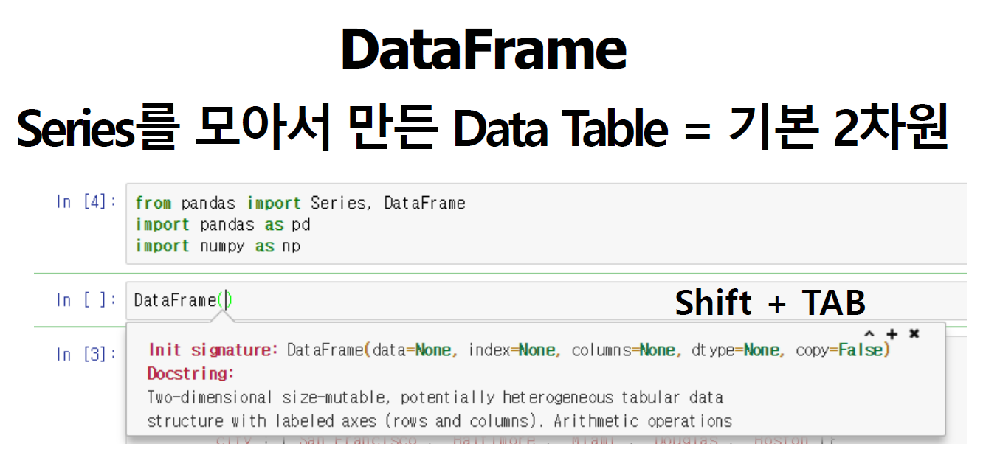 DataFrame
Series를 모아서 만든 Data Table = 기본 2차원
In [4]: from pandas import Series, DataFrame
import pandas as pd
import numpy as np
In [ ]: DataFrame()
Shift + TAB
In [3]:
Init signature: DataFrame(data=None, index=None, columns=None, dtype=None, copy=False)
Docstring:
Two-dimensional size-mutable, potentially heterogeneous tabular data
structure with labeled axes (rows and columns). Arithmetic operations